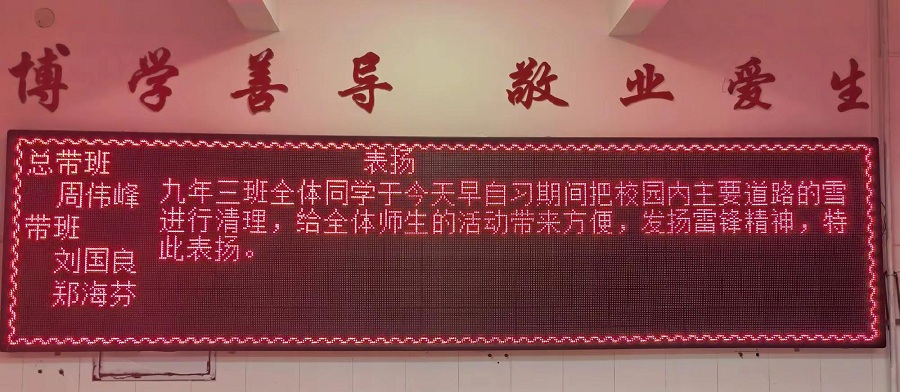 博学善导 敬业爱生
总带班
周伟峰
带班
刘国良
郑海芬
表扬
九年三班全体同学于今天早自习期间把校园内主要道路的雪
进行清理，给全体师生的活动带来方便，发扬雷锋精神，特
此表扬。